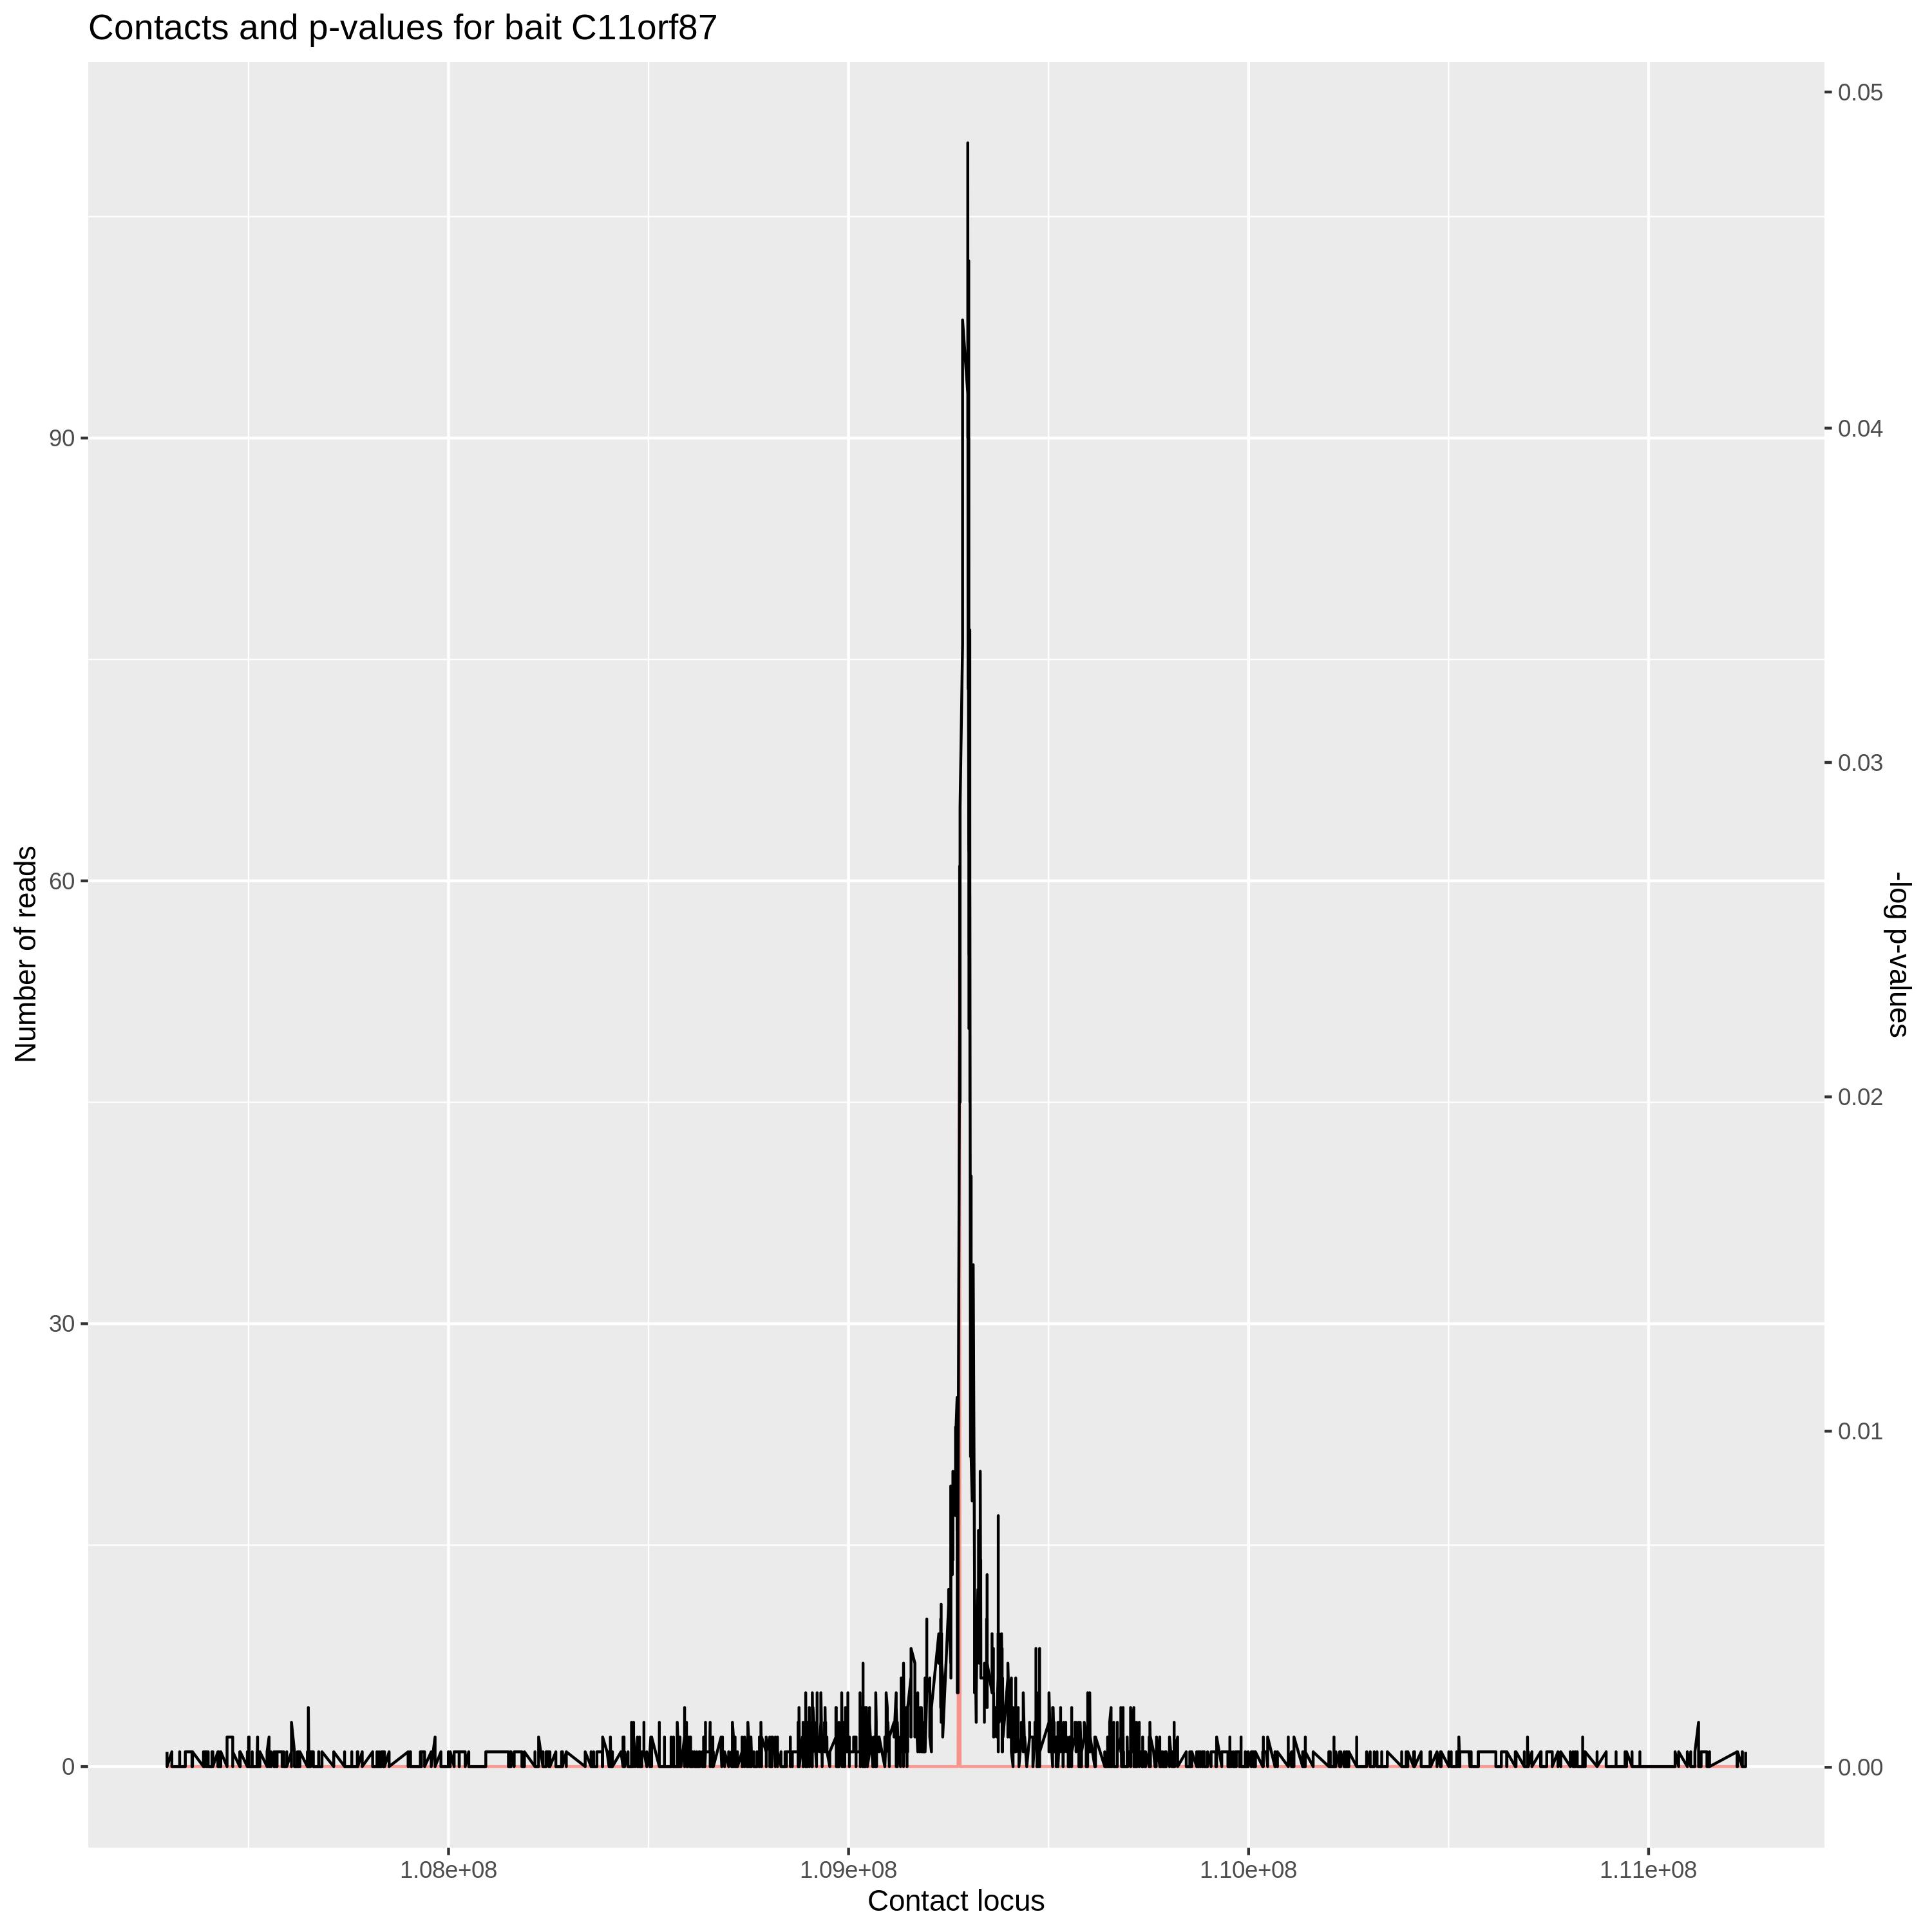 Contacts and p-values for bait C11orf87
Number of reads
90
60
30
0
0.05
0.04
0.03
0.02
0.01
0.00
-log p-values
1.08e+08
1.09e+08
1.10e+08
1.11e+08
Contact locus